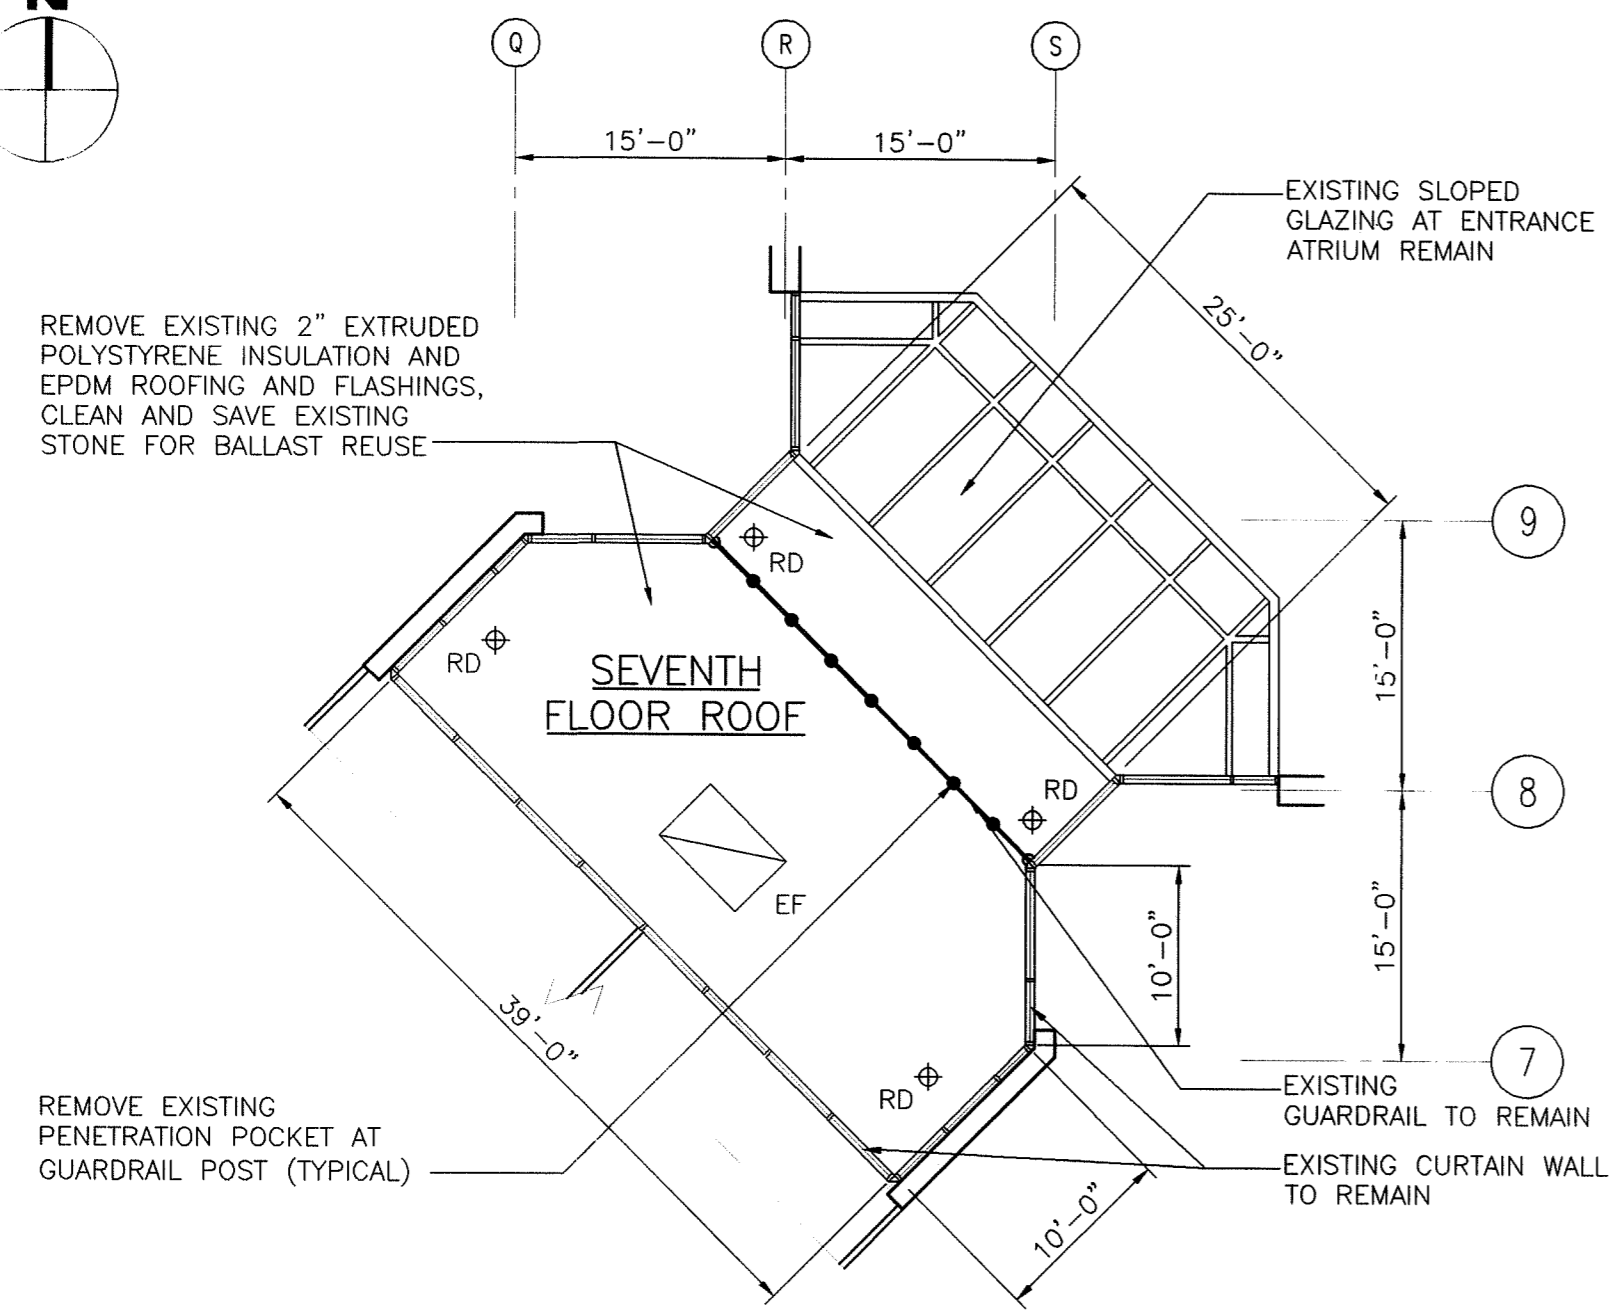 N
Q
R
S
15'-0"
15'-0"
EXISTING SLOPED
GLAZING AT ENTRANCE
ATRIUM REMAIN
25'-0"
REMOVE EXISTING 2" EXTRUDED
POLYSTYRENE INSULATION AND
EPDM ROOFING AND FLASHINGS,
CLEAN AND SAVE EXISTING
STONE FOR BALLAST REUSE
9
RD
RD
SEVENTH
FLOOR ROOF
15'-0"
RD
8
EF
10'-0"
15'-0"
39'-0"
7
RD
REMOVE EXISTING
PENETRATION POCKET AT
GUARDRAIL POST (TYPICAL)
EXISTING
GUARDRAIL TO REMAIN
EXISTING CURTAIN WALL
TO REMAIN
10'-0"